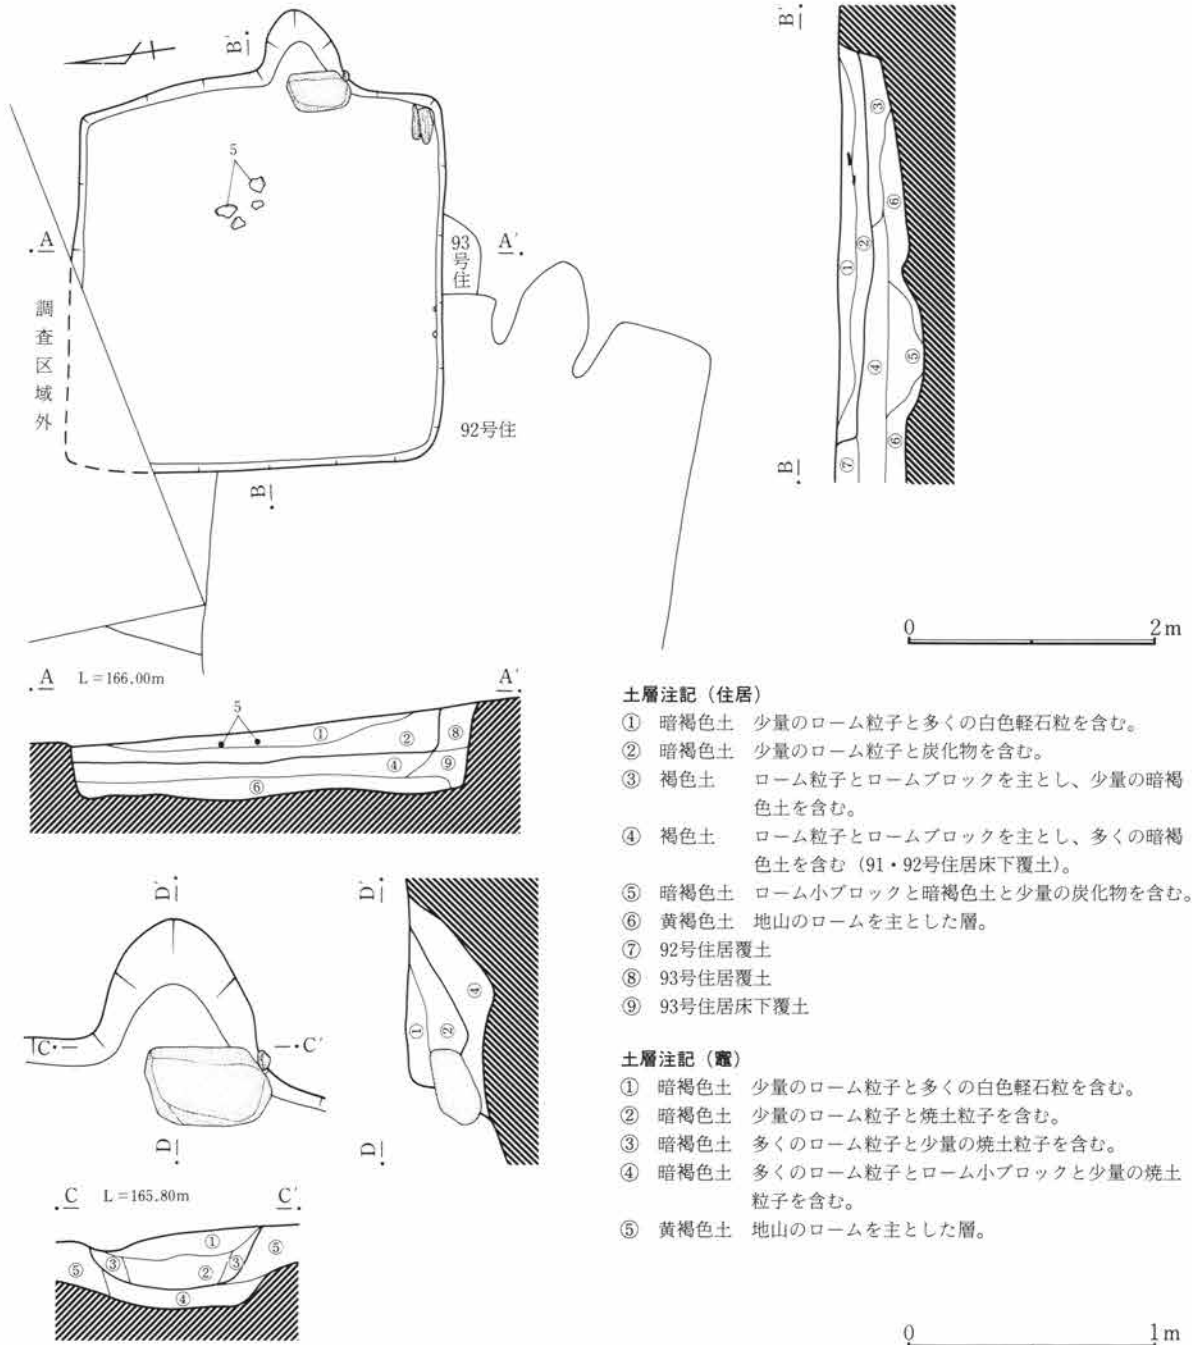 B'
B'
5
A
93号住
A'
調査区域外
92号住
B
B
①
②
③
④
⑤
⑥
⑥
⑦
0 2m
A L=166.00m A'
5
①
②
④
⑥
⑧
⑨
土層注記（住居）
① 暗褐色土 少量のローム粒子と多くの白色軽石粒を含む。
② 暗褐色土 少量のローム粒子と炭化物を含む。
③ 褐色土 ローム粒子とロームブロックを主とし、少量の暗褐
色土を含む。
④ 褐色土 ローム粒子とロームブロックを主とし、多くの暗褐
色土を含む（91・92号住居床下覆土）。
⑤ 暗褐色土 ローム小ブロックと暗褐色土と少量の炭化物を含む。
⑥ 黄褐色土 地山のロームを主とした層。
⑦ 92号住居覆土
⑧ 93号住居覆土
⑨ 93号住居床下覆土
D'
D'
C C'
①
②
④
D
D
土層注記（竈）
① 暗褐色土 少量のローム粒子と多くの白色軽石粒を含む。
② 暗褐色土 少量のローム粒子と焼土粒子を含む。
③ 暗褐色土 多くのローム粒子と少量の焼土粒子を含む。
④ 暗褐色土 多くのローム粒子とローム小ブロックと少量の焼土
粒子を含む。
⑤ 黄褐色土 地山のロームを主とした層。
C L=165.80m C'
①
②
③
③
④
⑤
⑤
0 1m